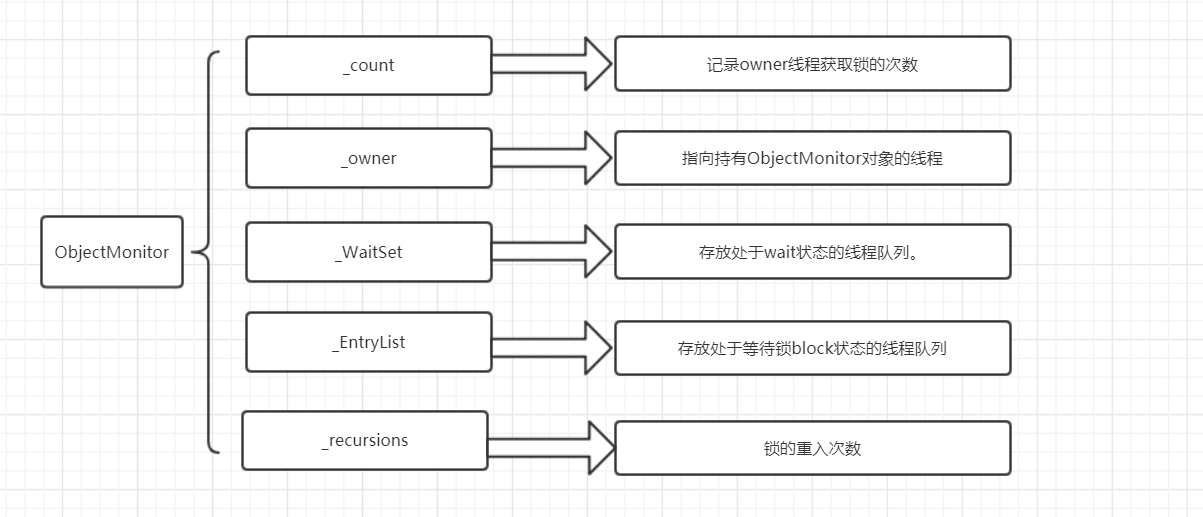 _count
记录owner线程获取锁的次数
_owner
指向持有ObjectMonitor对象的线程
ObjectMonitor
_WaitSet
存放处于wait状态的线程队列。
_EntryList
存放处于等待锁block状态的线程队列
_recursions
锁的重入次数